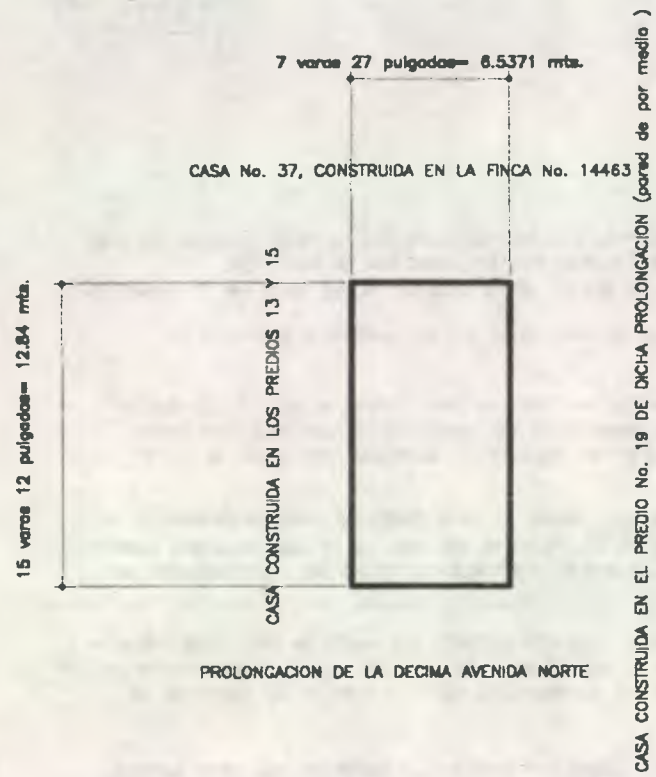 7 varas 27 pulgadas= 6.5371 mts.
CASA No. 37, CONSTRUIDA EN LA FINCA No. 14463
15 varas 12 pulgadas= 12.84 mts.
CASA CONSTRUIDA EN LOS PREDIOS 13 Y 15
CASA CONSTRUIDA EN EL PREDIO No. 19 DE DICHA PROLONGACION (pared de por medio )
PROLONGACION DE LA DECIMA AVENIDA NORTE